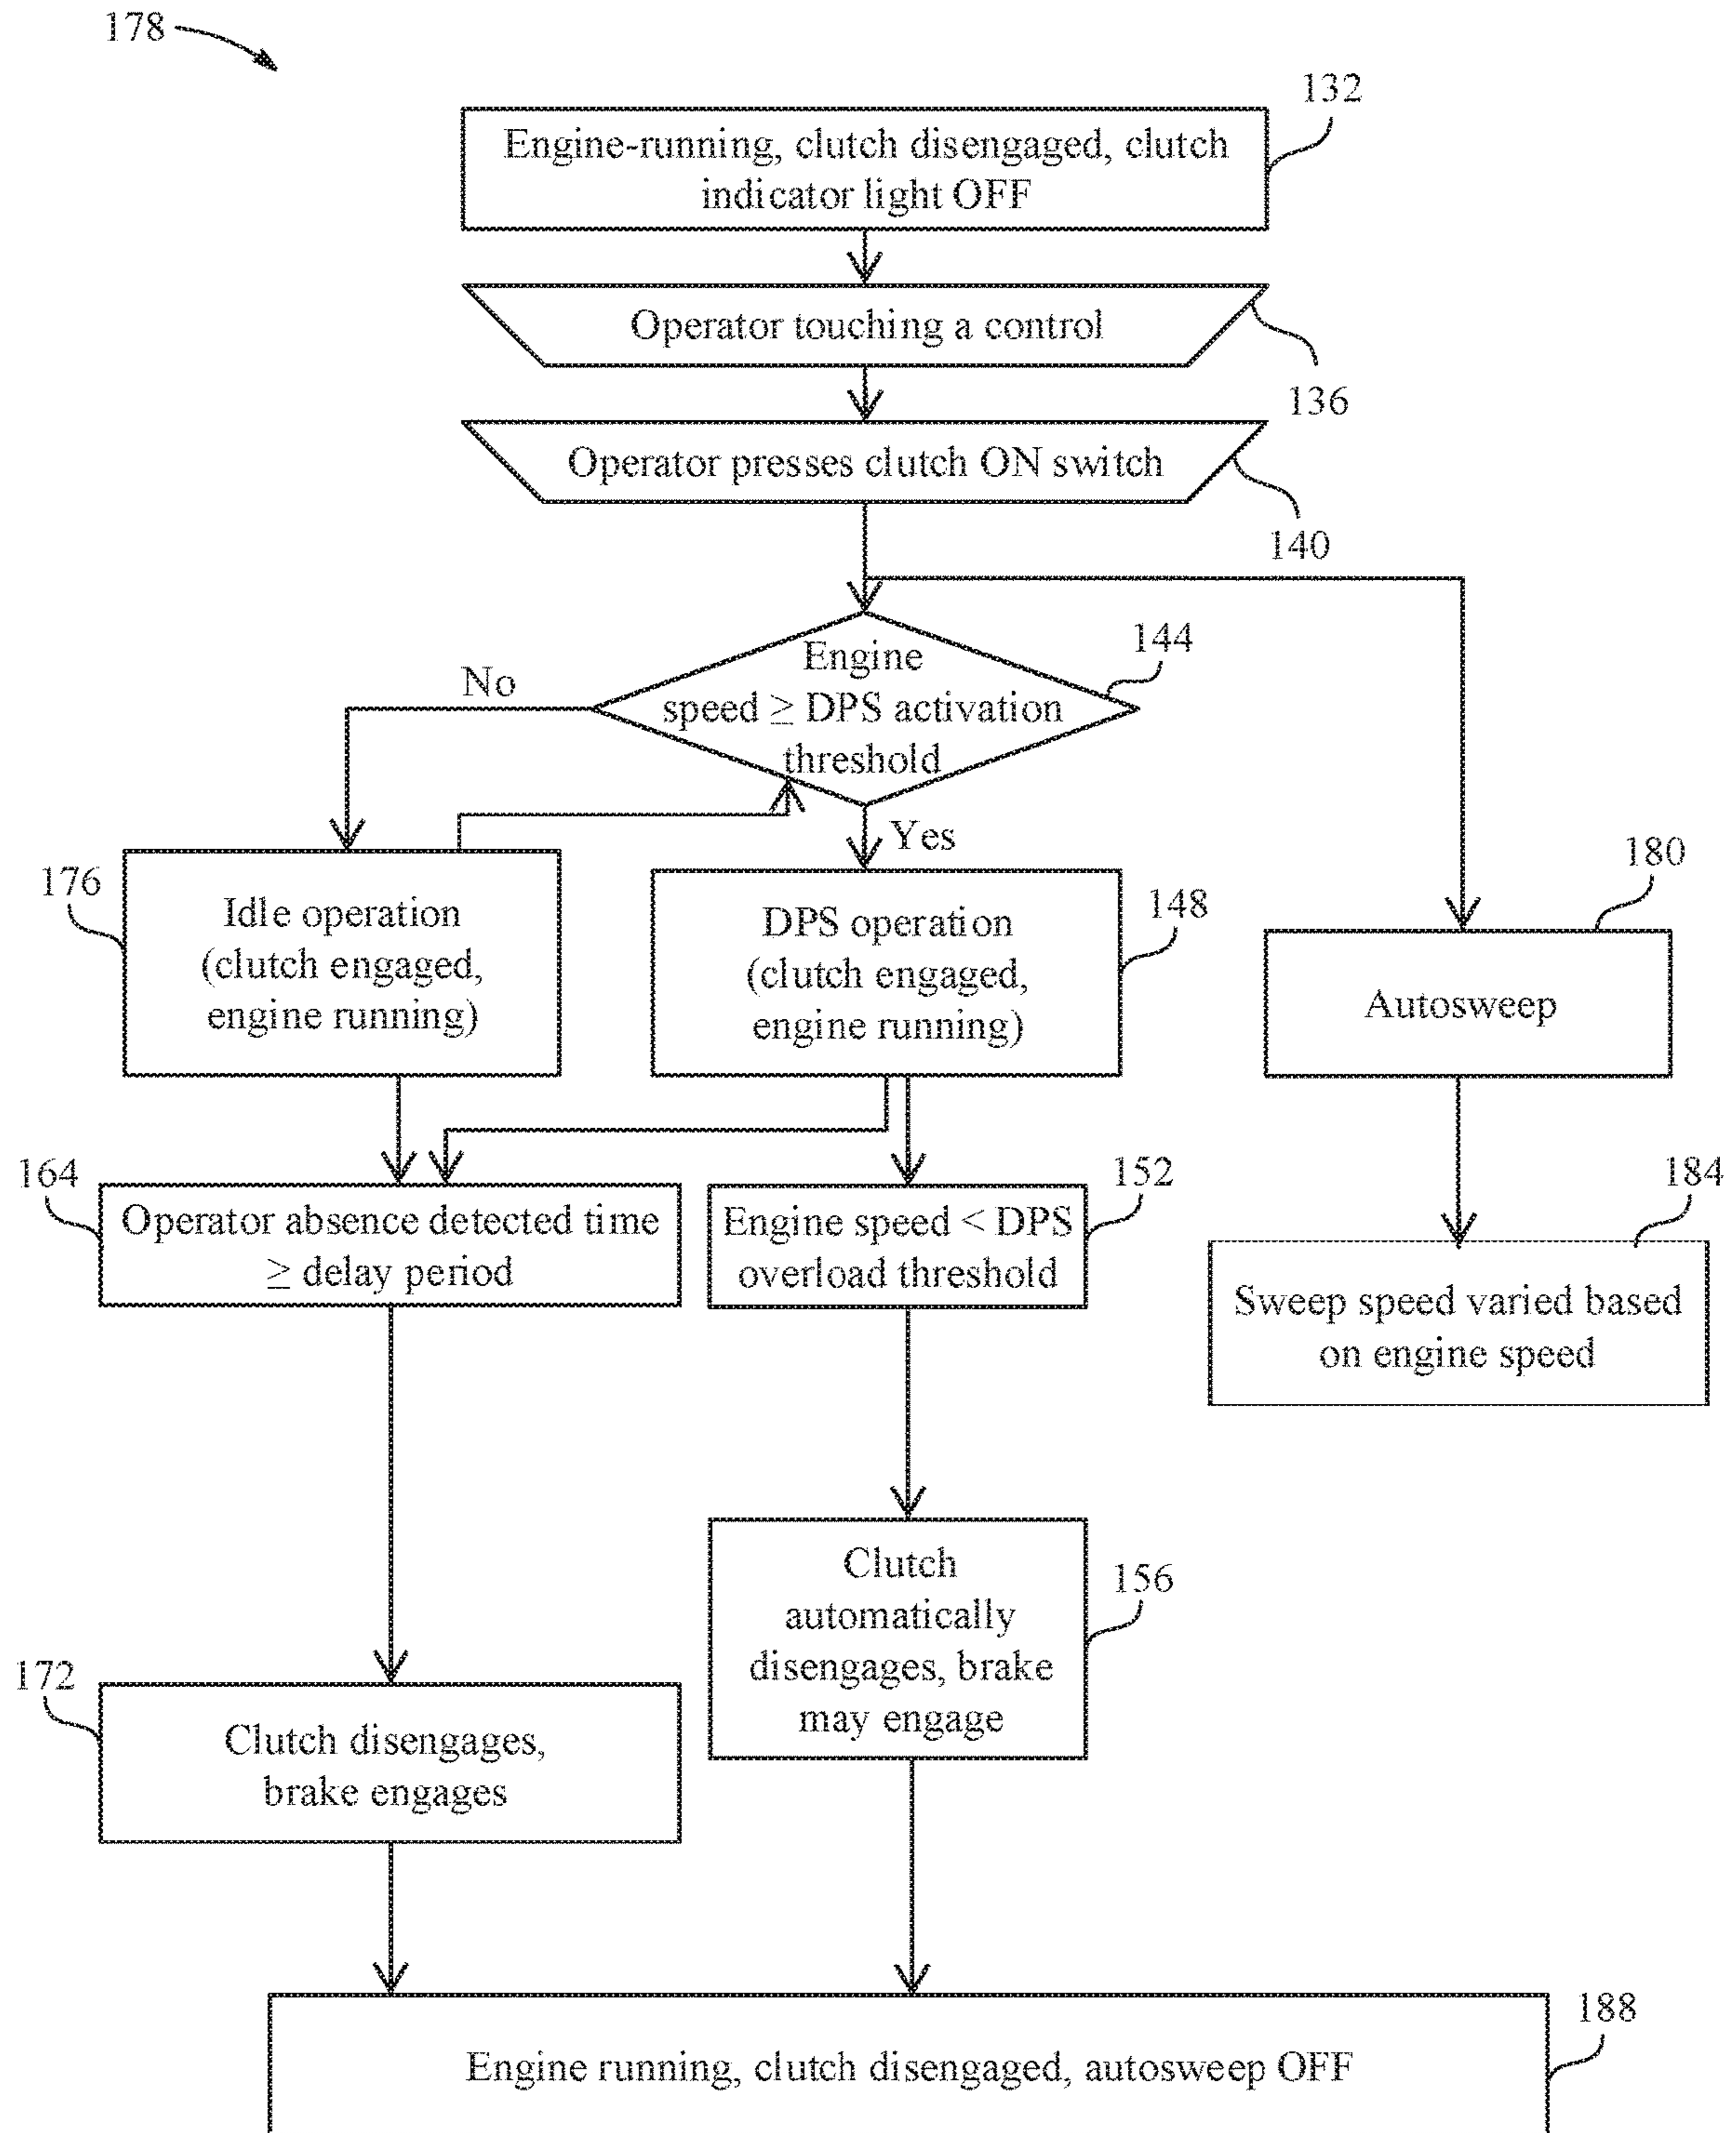 178
132
Engine-running, clutch disengaged, clutch
indicator light OFF
Operator touching a control
136
Operator presses clutch ON switch
140
144
Engine
speed ≥ DPS activation
threshold
No
Yes
176
Idle operation
(clutch engaged,
engine running)
148
DPS operation
(clutch engaged,
engine running)
180
Autosweep
164
Operator absence detected time
≥ delay period
152
Engine speed < DPS
overload threshold
184
Sweep speed varied based
on engine speed
156
Clutch
automatically
disengages, brake
may engage
172
Clutch disengages,
brake engages
188
Engine running, clutch disengaged, autosweep OFF